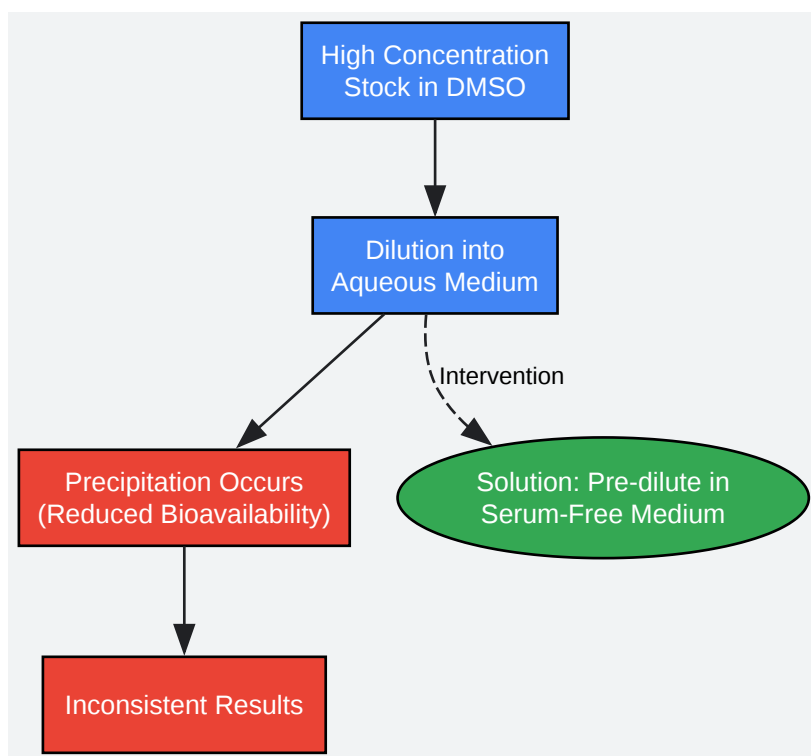 High Concentration
Stock in DMSO
Dilution into
Aqueous Medium
Intervention
Precipitation Occurs
(Reduced Bioavailability)
Solution: Pre-dilute in
Serum-Free Medium
Inconsistent Results